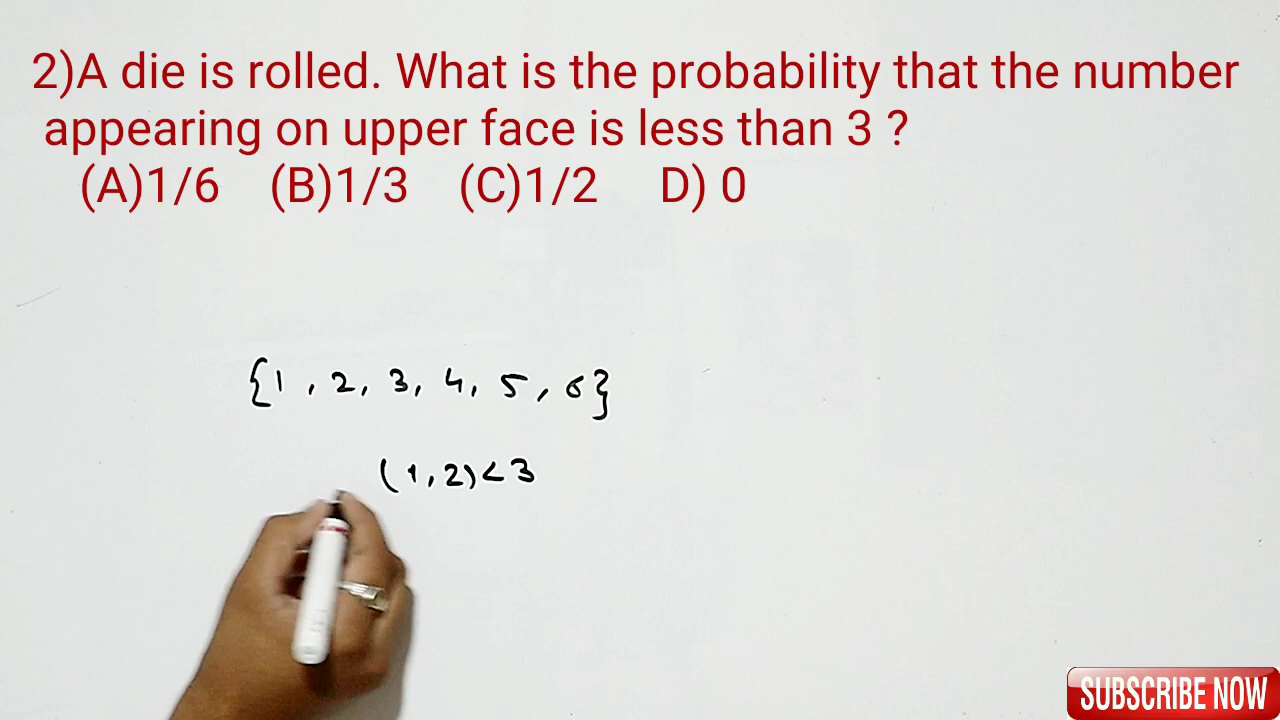 2)A die is rolled. What is the probability that the number
appearing on upper face is less than 3 ?
(A)1/6 (B)1/3 (C)1/2 D) 0
{1, 2, 3, 4, 5, 6}
(1, 2) < 3
SUBSCRIBE NOW